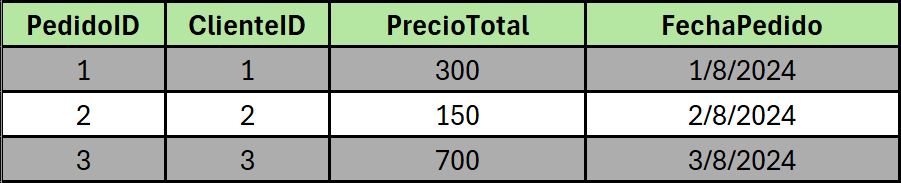 PedidoID ClienteID PrecioTotal FechaPedido
1 1 300 1/8/2024
2 2 150 2/8/2024
3 3 700 3/8/2024